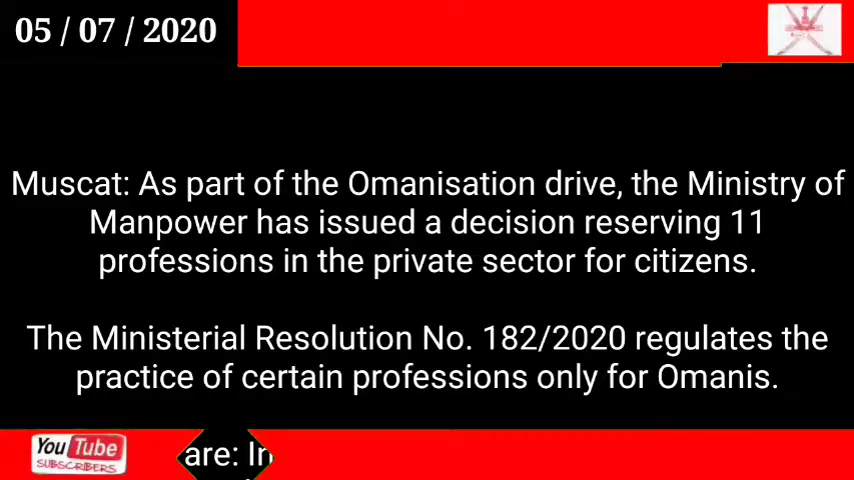 05 / 07 / 2020
Muscat: As part of the Omanisation drive, the Ministry of
Manpower has issued a decision reserving 11
professions in the private sector for citizens.
The Ministerial Resolution No. 182/2020 regulates the
practice of certain professions only for Omanis.
YouTube
SUBSCRIBERS
are: In